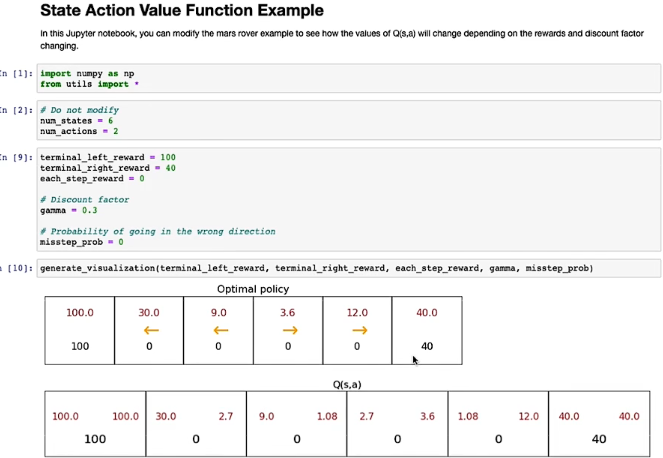 State Action Value Function Example
In this Jupyter notebook, you can modify the mars rover example to see how the values of Q(s,a) will change depending on the rewards and discount factor
changing.
In [1]: import numpy as np
from utils import *
In [2]: # Do not modify
num_states = 6
num_actions = 2
In [9]: terminal_left_reward = 100
terminal_right_reward = 40
each_step_reward = 0
# Discount factor
gamma = 0.3
# Probability of going in the wrong direction
misstep_prob = 0
[10]: generate_visualization(terminal_left_reward, terminal_right_reward, each_step_reward, gamma, misstep_prob)
Optimal policy
100.0 30.0 9.0 3.6 12.0 40.0
← ← → →
100 0 0 0 0 40
Q(s,a)
100.0 100.0 30.0 2.7 9.0 1.08 2.7 3.6 1.08 12.0 40.0 40.0
100 0 0 0 0 40